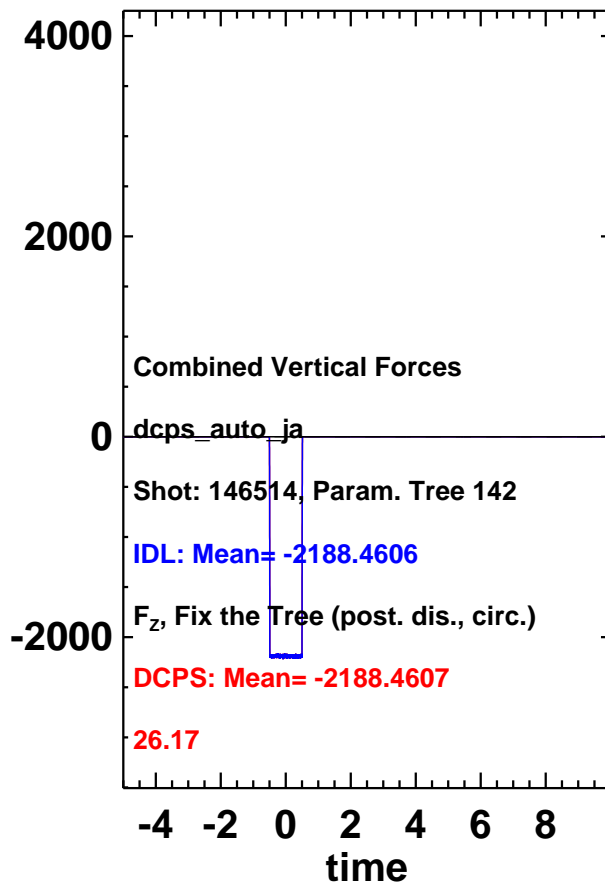 4000
2000
Combined Vertical Forces
0
dcps_auto_ja
Shot: 146514, Param. Tree 142
IDL: Mean= -2188.4606
F_Z, Fix the Tree (post. dis., circ.)
-2000
DCPS: Mean= -2188.4607
26.17
-4 -2 0 2 4 6 8
time